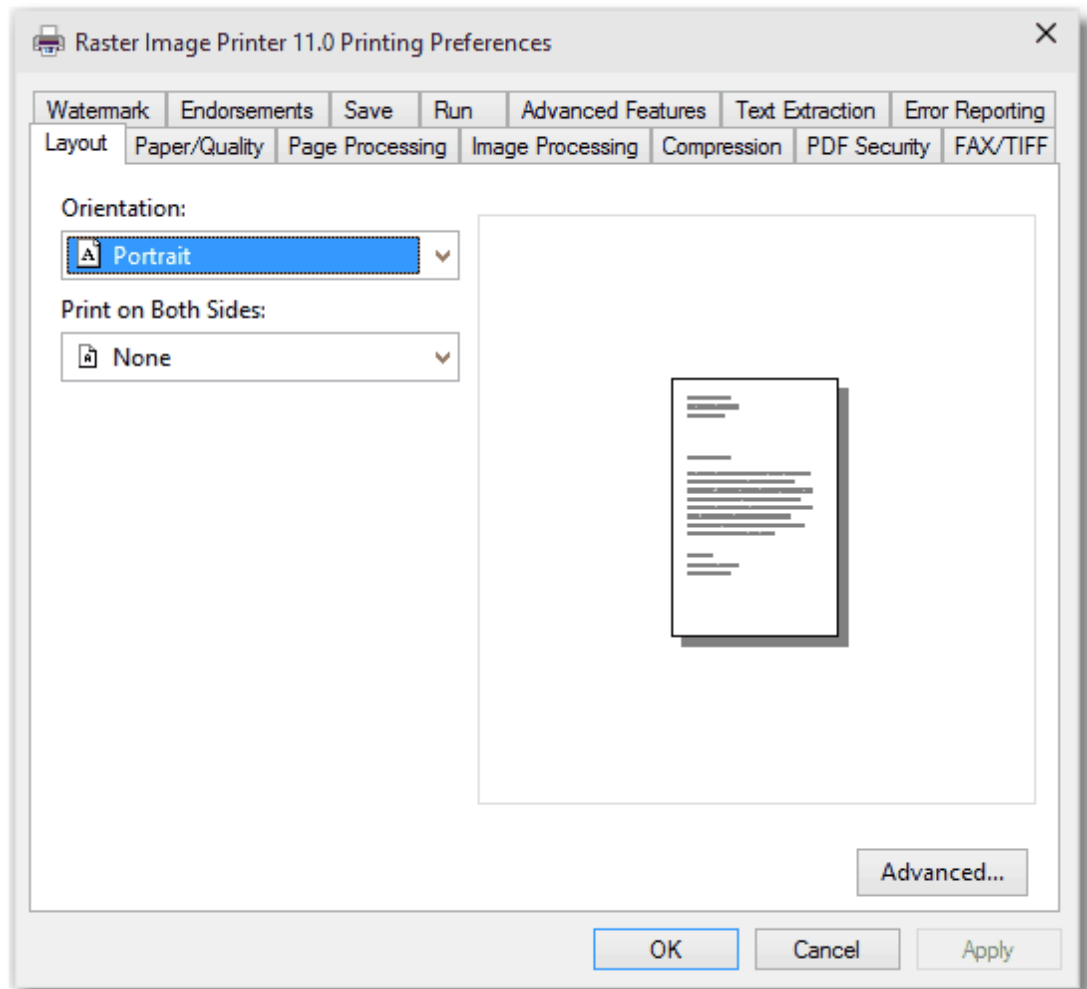 Raster Image Printer 11.0 Printing Preferences
Watermark Endorsements Save Run Advanced Features Text Extraction Error Reporting
Layout Paper/Quality Page Processing Image Processing Compression PDF Security FAX/TIFF
Orientation:
A Portrait
Print on Both Sides:
A None
Advanced...
OK Cancel Apply